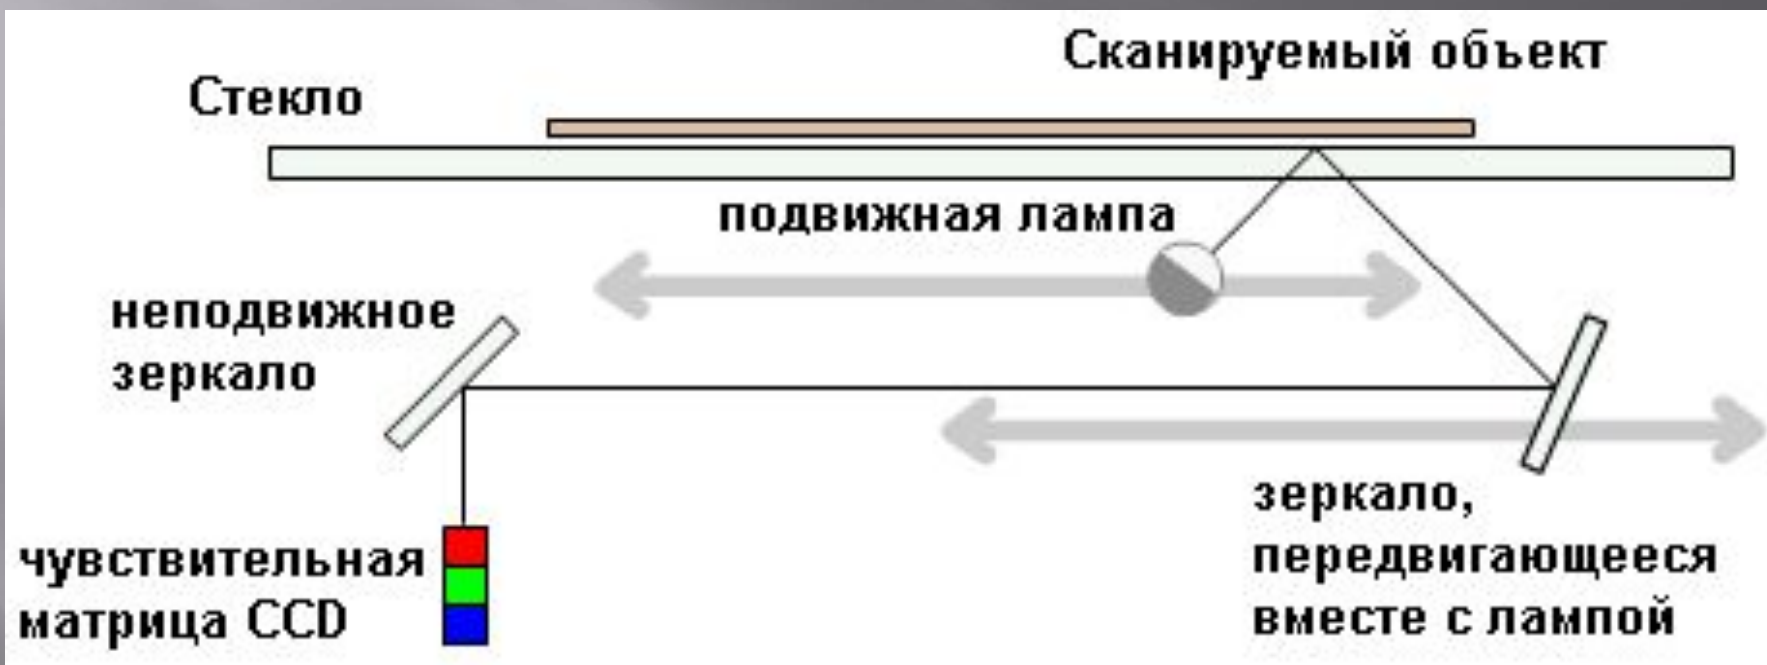 Сканируемый объект
Стекло
подвижная лампа
неподвижное
зеркало
зеркало,
передвигающееся
вместе с лампой
чувствительная
матрица CCD